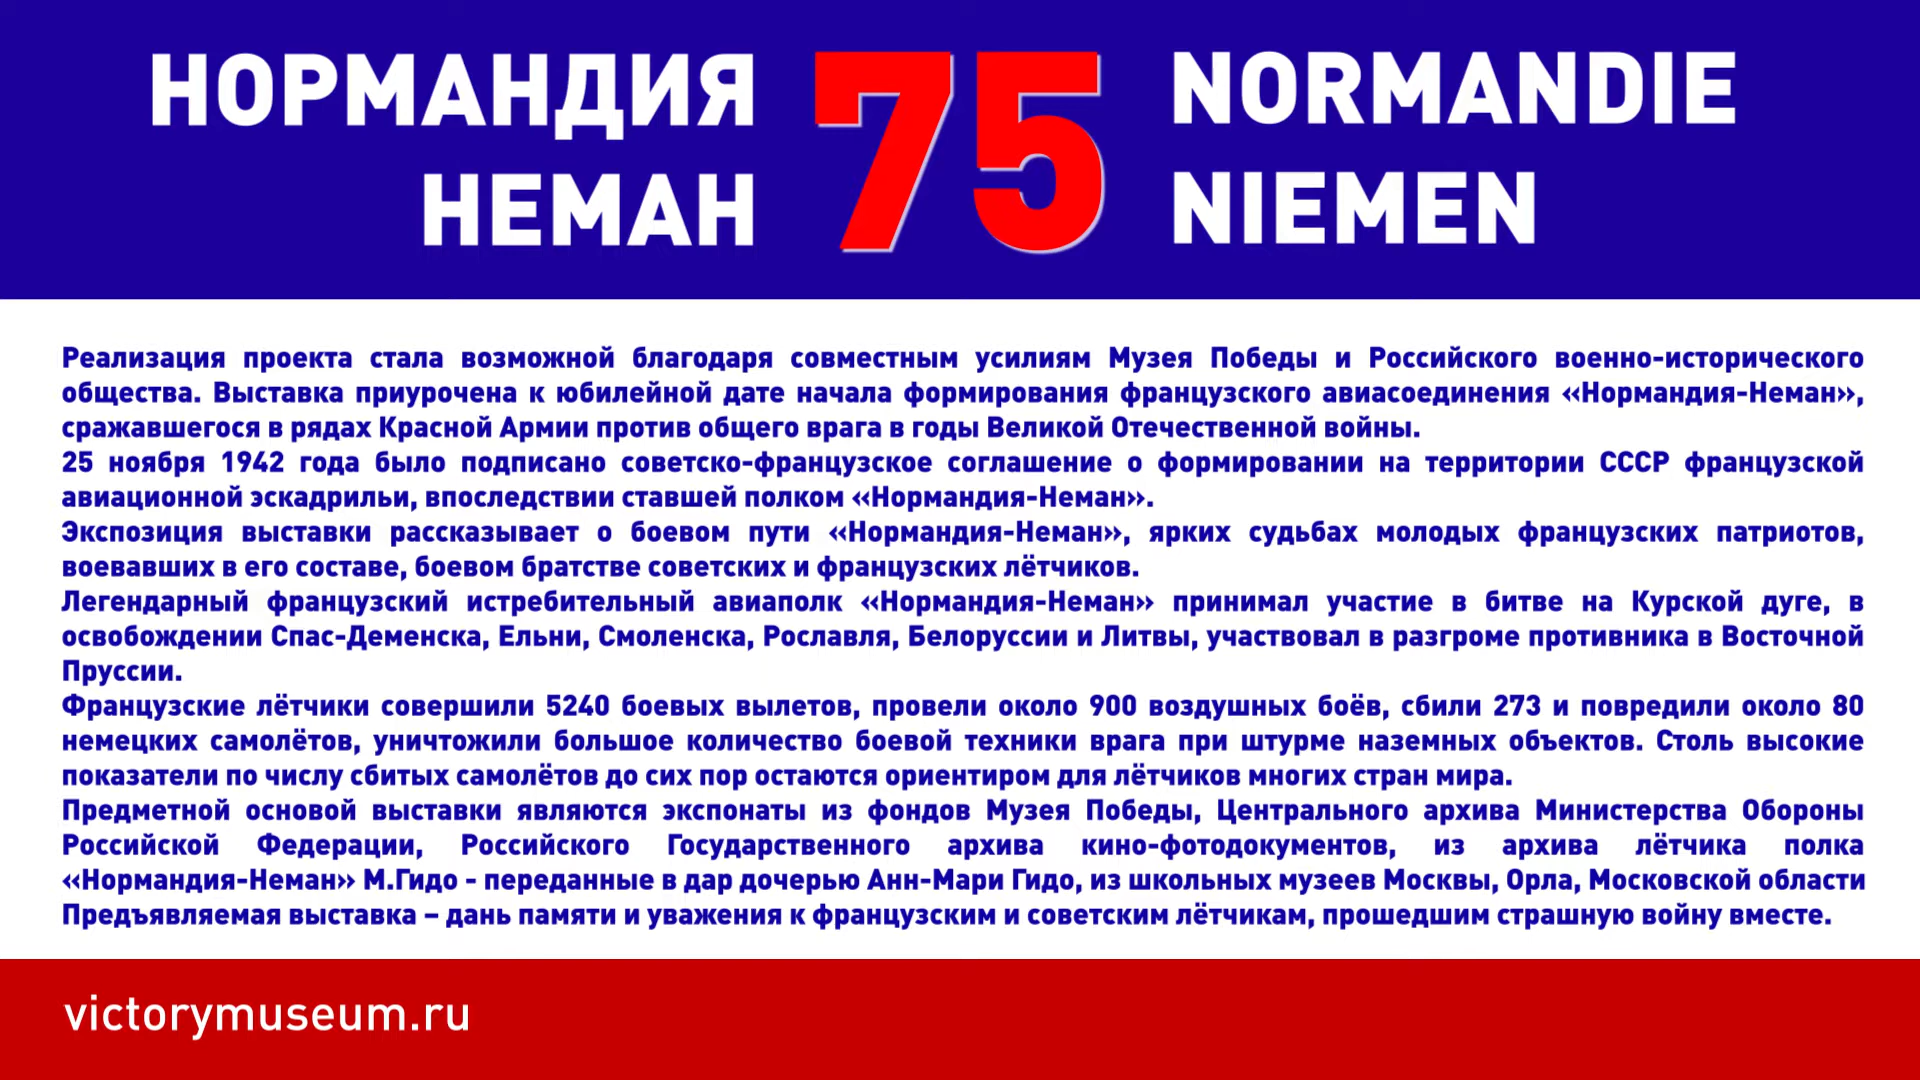 НОРМАНДИЯ 75 NORMANDIE
НЕМАН NIEMEN
Реализация проекта стала возможной благодаря совместным усилиям Музея Победы и Российского военно-исторического
общества. Выставка приурочена к юбилейной дате начала формирования французского авиасоединения «Нормандия-Неман»,
сражавшегося в рядах Красной Армии против общего врага в годы Великой Отечественной войны.
25 ноября 1942 года было подписано советско-французское соглашение о формировании на территории СССР французской
авиационной эскадрильи, впоследствии ставшей полком «Нормандия-Неман».
Экспозиция выставки рассказывает о боевом пути «Нормандия-Неман», ярких судьбах молодых французских патриотов,
воевавших в его составе, боевом братстве советских и французских лётчиков.
Легендарный французский истребительный авиаполк «Нормандия-Неман» принимал участие в битве на Курской дуге, в
освобождении Спас-Деменска, Ельни, Смоленска, Рославля, Белоруссии и Литвы, участвовал в разгроме противника в Восточной
Пруссии.
Французские лётчики совершили 5240 боевых вылетов, провели около 900 воздушных боёв, сбили 273 и повредили около 80
немецких самолётов, уничтожили большое количество боевой техники врага при штурме наземных объектов. Столь высокие
показатели по числу сбитых самолётов до сих пор остаются ориентиром для лётчиков многих стран мира.
Предметной основой выставки являются экспонаты из фондов Музея Победы, Центрального архива Министерства Обороны
Российской Федерации, Российского Государственного архива кино-фотодокументов, из архива лётчика полка
«Нормандия-Неман» М.Гидо - переданные в дар дочерью Анн-Мари Гидо, из школьных музеев Москвы, Орла, Московской области
Предъявляемая выставка – дань памяти и уважения к французским и советским лётчикам, прошедшим страшную войну вместе.
victorymuseum.ru